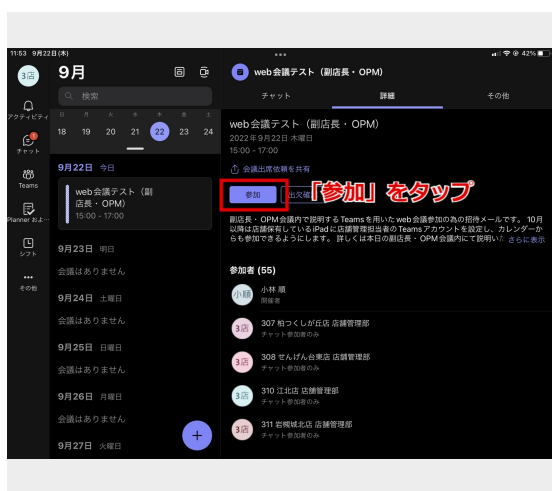 11:53 9月22日(木)
42%
3店
アクティビティ
チャット
Teams
Planner およ…
シフト
その他
9月
検索
日 月 火 水 木 金 土
18 19 20 21 22 23 24
9月22日 今日
web会議テスト（副
店長・OPM）
15:00 - 17:00
9月23日 明日
会議はありません
9月24日 土曜日
会議はありません
9月25日 日曜日
会議はありません
9月26日 月曜日
会議はありません
9月27日 火曜日
web会議テスト（副店長・OPM）
チャット 詳細 その他
web会議テスト（副店長・OPM）
2022年9月22日 木曜日
15:00 - 17:00
会議出席依頼を共有
参加
出欠確
「参加」をタップ
副店長・OPM会議内で説明するTeamsを用いたweb会議参加の為の招待メールです。 10月
以降は店舗保有しているiPadに店舗管理担当者のTeamsアカウントを設定し、カレンダーか
らも参加できるようにします。 詳しくは本日の副店長・OPM会議内にて説明い さらに表示
参加者 (55)
小順
小林 順
開催者
3店
307 柏つくしが丘店 店舗管理部
チャット参加者のみ
3店
308 せんげん台東店 店舗管理部
チャット参加者のみ
3店
310 江北店 店舗管理部
チャット参加者のみ
3店
311 岩槻城北店 店舗管理部
チャット参加者のみ